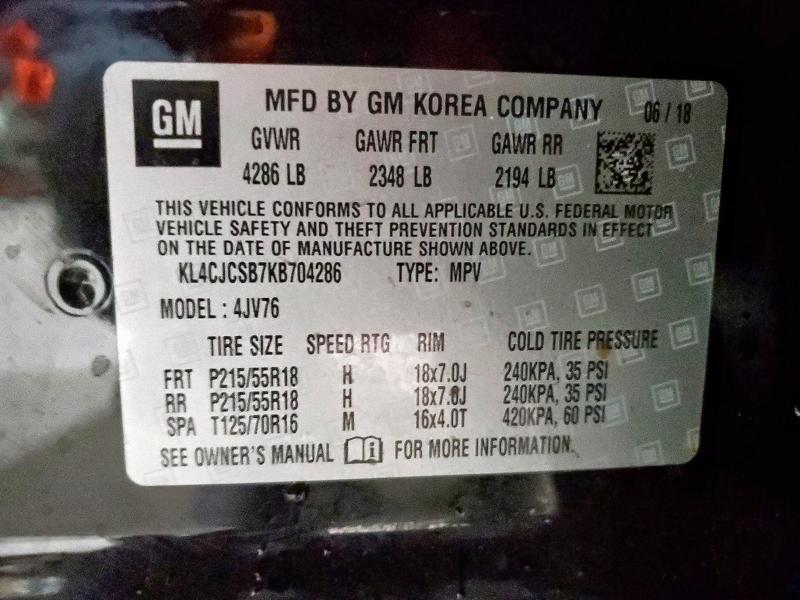 GM
MFD BY GM KOREA COMPANY 06 / 18
GVWR GAWR FRT GAWR RR
4286 LB 2348 LB 2194 LB
THIS VEHICLE CONFORMS TO ALL APPLICABLE U.S. FEDERAL MOTOR
VEHICLE SAFETY AND THEFT PREVENTION STANDARDS IN EFFECT
ON THE DATE OF MANUFACTURE SHOWN ABOVE.
KL4CJCSB7KB704286 TYPE: MPV
MODEL : 4JV76
TIRE SIZE SPEED RTG RIM COLD TIRE PRESSURE
FRT P215/55R18 H 18x7.0J 240KPA, 35 PSI
RR P215/55R18 H 18x7.0J 240KPA, 35 PSI
SPA T125/70R16 M 16x4.0T 420KPA, 60 PSI
SEE OWNER'S MANUAL i FOR MORE INFORMATION.